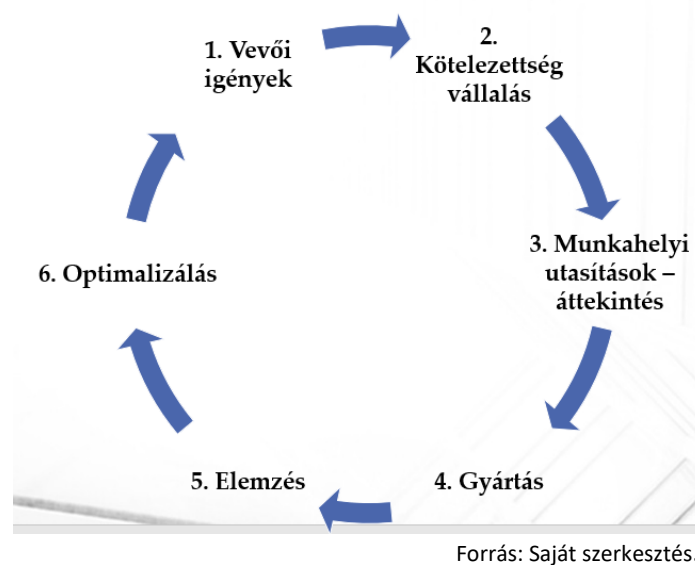 1. Vevői
igények
2.
Kötelezettség
vállalás
3. Munkahelyi
utasítások –
áttekintés
4. Gyártás
5. Elemzés
6. Optimalizálás
Forrás: Saját szerkesztés.